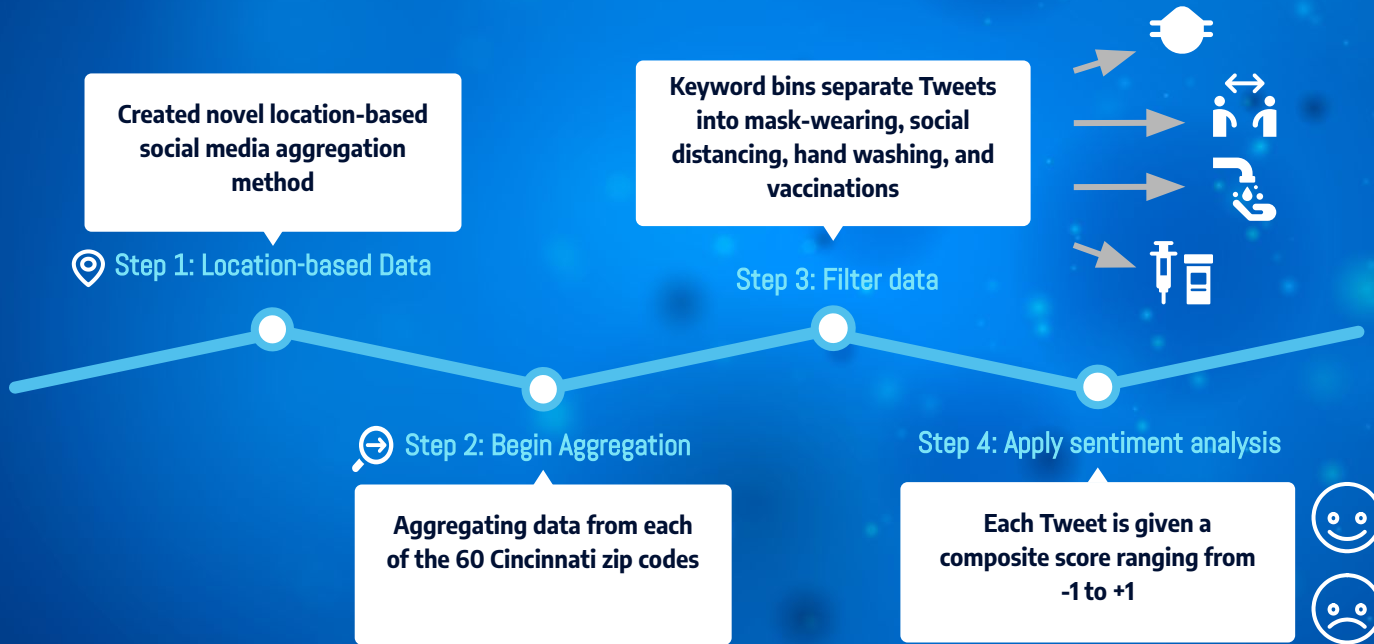 Created novel location-based
social media aggregation
method
Step 1: Location-based Data
Step 2: Begin Aggregation
Aggregating data from each
of the 60 Cincinnati zip codes
Keyword bins separate Tweets
into mask-wearing, social
distancing, hand washing, and
vaccinations
Step 3: Filter data
Step 4: Apply sentiment analysis
Each Tweet is given a
composite score ranging from
-1 to +1